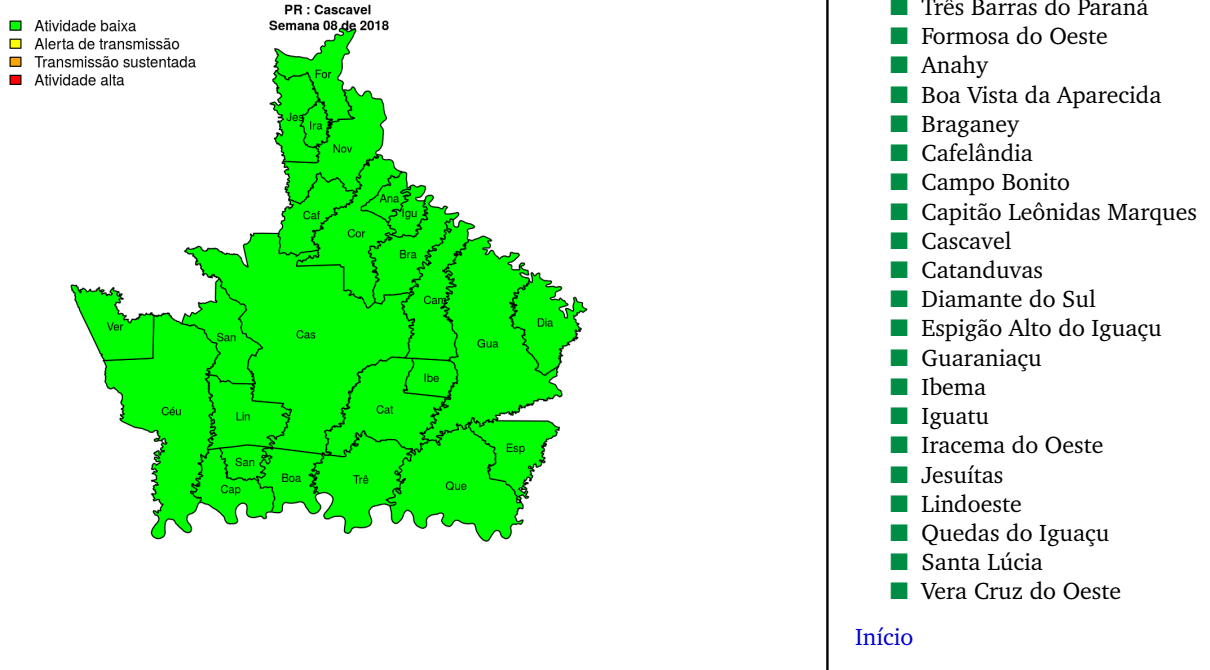 PR : Cascavel
Semana 08 de 2018
Atividade baixa
Alerta de transmissão
Transmissão sustentada
Atividade alta
For
Jes
Ira
Nov
Ana
Igu
Caf
Cor
Bra
Cam
Ver
San
Cas
Dia
Gua
Ibe
Céu
Lin
Cat
Esp
San
Cap
Boa
Trê
Que
Três Barras do Paraná
Formosa do Oeste
Anahy
Boa Vista da Aparecida
Braganey
Cafelândia
Campo Bonito
Capitão Leônidas Marques
Cascavel
Catanduvas
Diamante do Sul
Espigão Alto do Iguaçu
Guaraniaçu
Ibema
Iguatu
Iracema do Oeste
Jesuítas
Lindoeste
Quedas do Iguaçu
Santa Lúcia
Vera Cruz do Oeste
Início